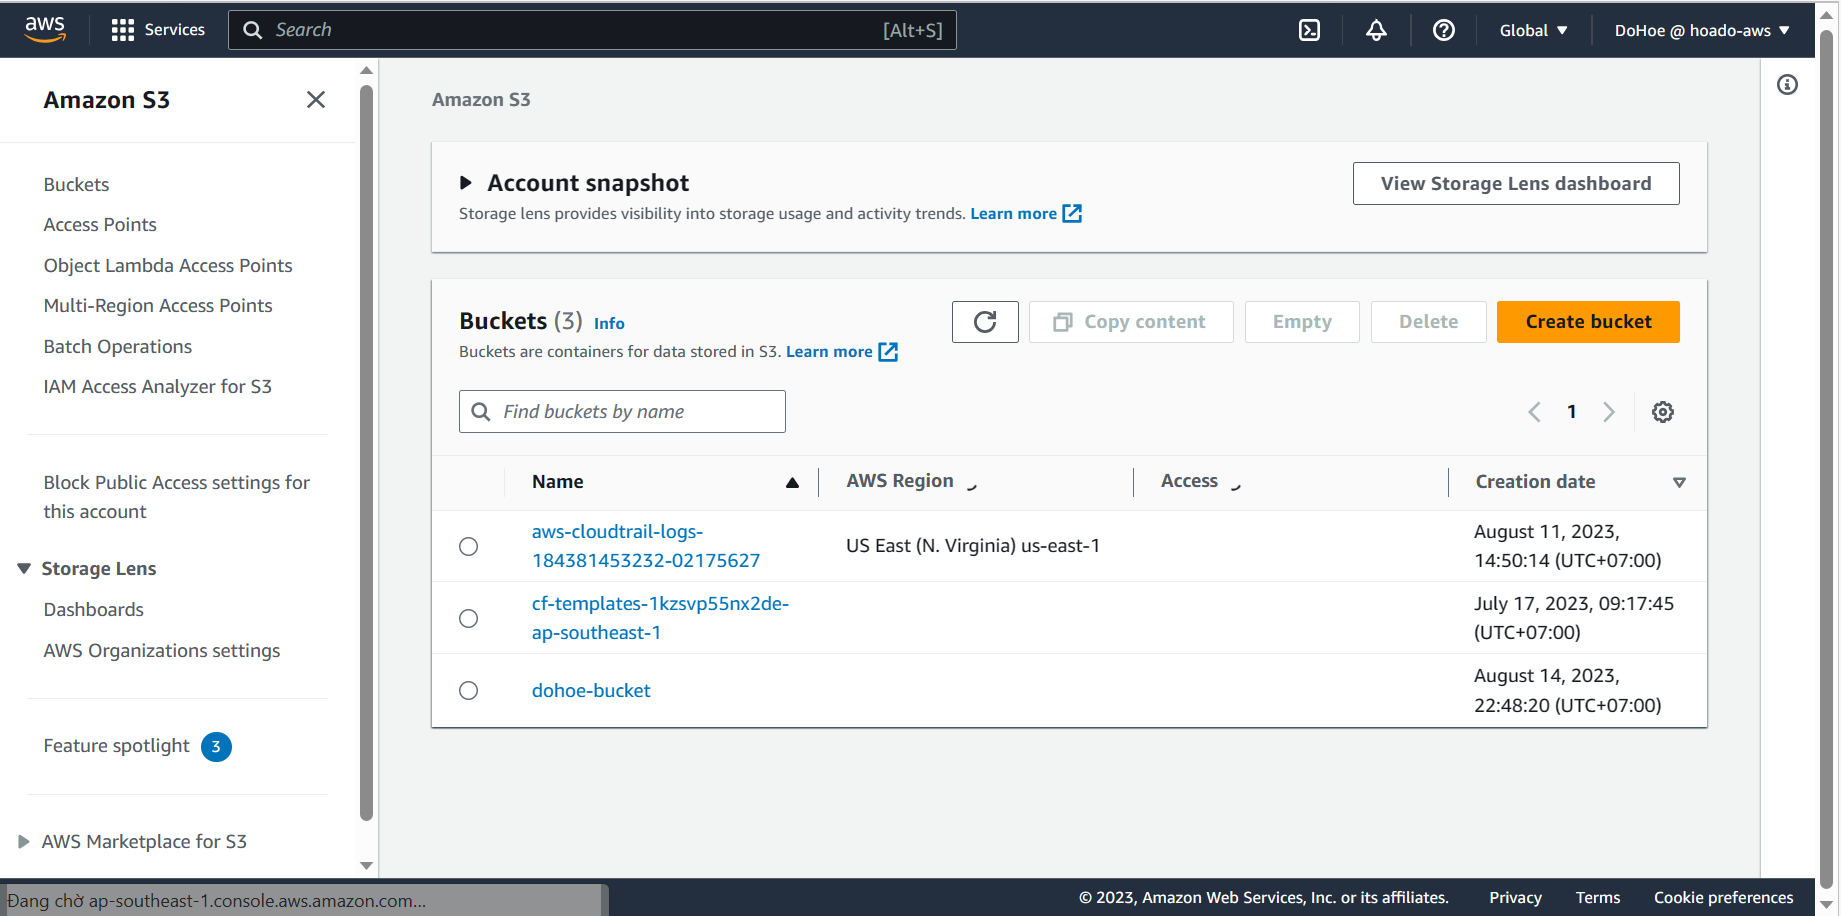 aws
Services
Search
[Alt+S]
Global
DoHoe @ hoado-aws
Amazon S3
Buckets
Access Points
Object Lambda Access Points
Multi-Region Access Points
Batch Operations
IAM Access Analyzer for S3
Block Public Access settings for
this account
Storage Lens
Dashboards
AWS Organizations settings
Feature spotlight 3
AWS Marketplace for S3
Amazon S3
Account snapshot
Storage lens provides visibility into storage usage and activity trends. Learn more
View Storage Lens dashboard
Buckets (3) Info
Buckets are containers for data stored in S3. Learn more
Copy content
Empty
Delete
Create bucket
Find buckets by name
1
Name
AWS Region
Access
Creation date
aws-cloudtrail-logs-
184381453232-02175627
US East (N. Virginia) us-east-1
August 11, 2023,
14:50:14 (UTC+07:00)
cf-templates-1kzsvp55nx2de-
ap-southeast-1
July 17, 2023, 09:17:45
(UTC+07:00)
dohoe-bucket
August 14, 2023,
22:48:20 (UTC+07:00)
Đang chờ ap-southeast-1.console.aws.amazon.com...
© 2023, Amazon Web Services, Inc. or its affiliates.
Privacy
Terms
Cookie preferences